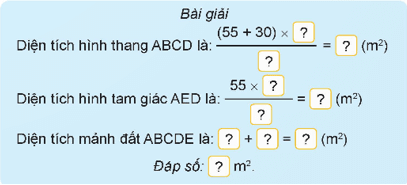 Bài giải
Diện tích hình thang ABCD là: (55 + 30) × ? / ? = ? (m²)
Diện tích hình tam giác AED là: 55 × ? / ? = ? (m²)
Diện tích mảnh đất ABCDE là: ? + ? = ? (m²)
Đáp số: ? m².